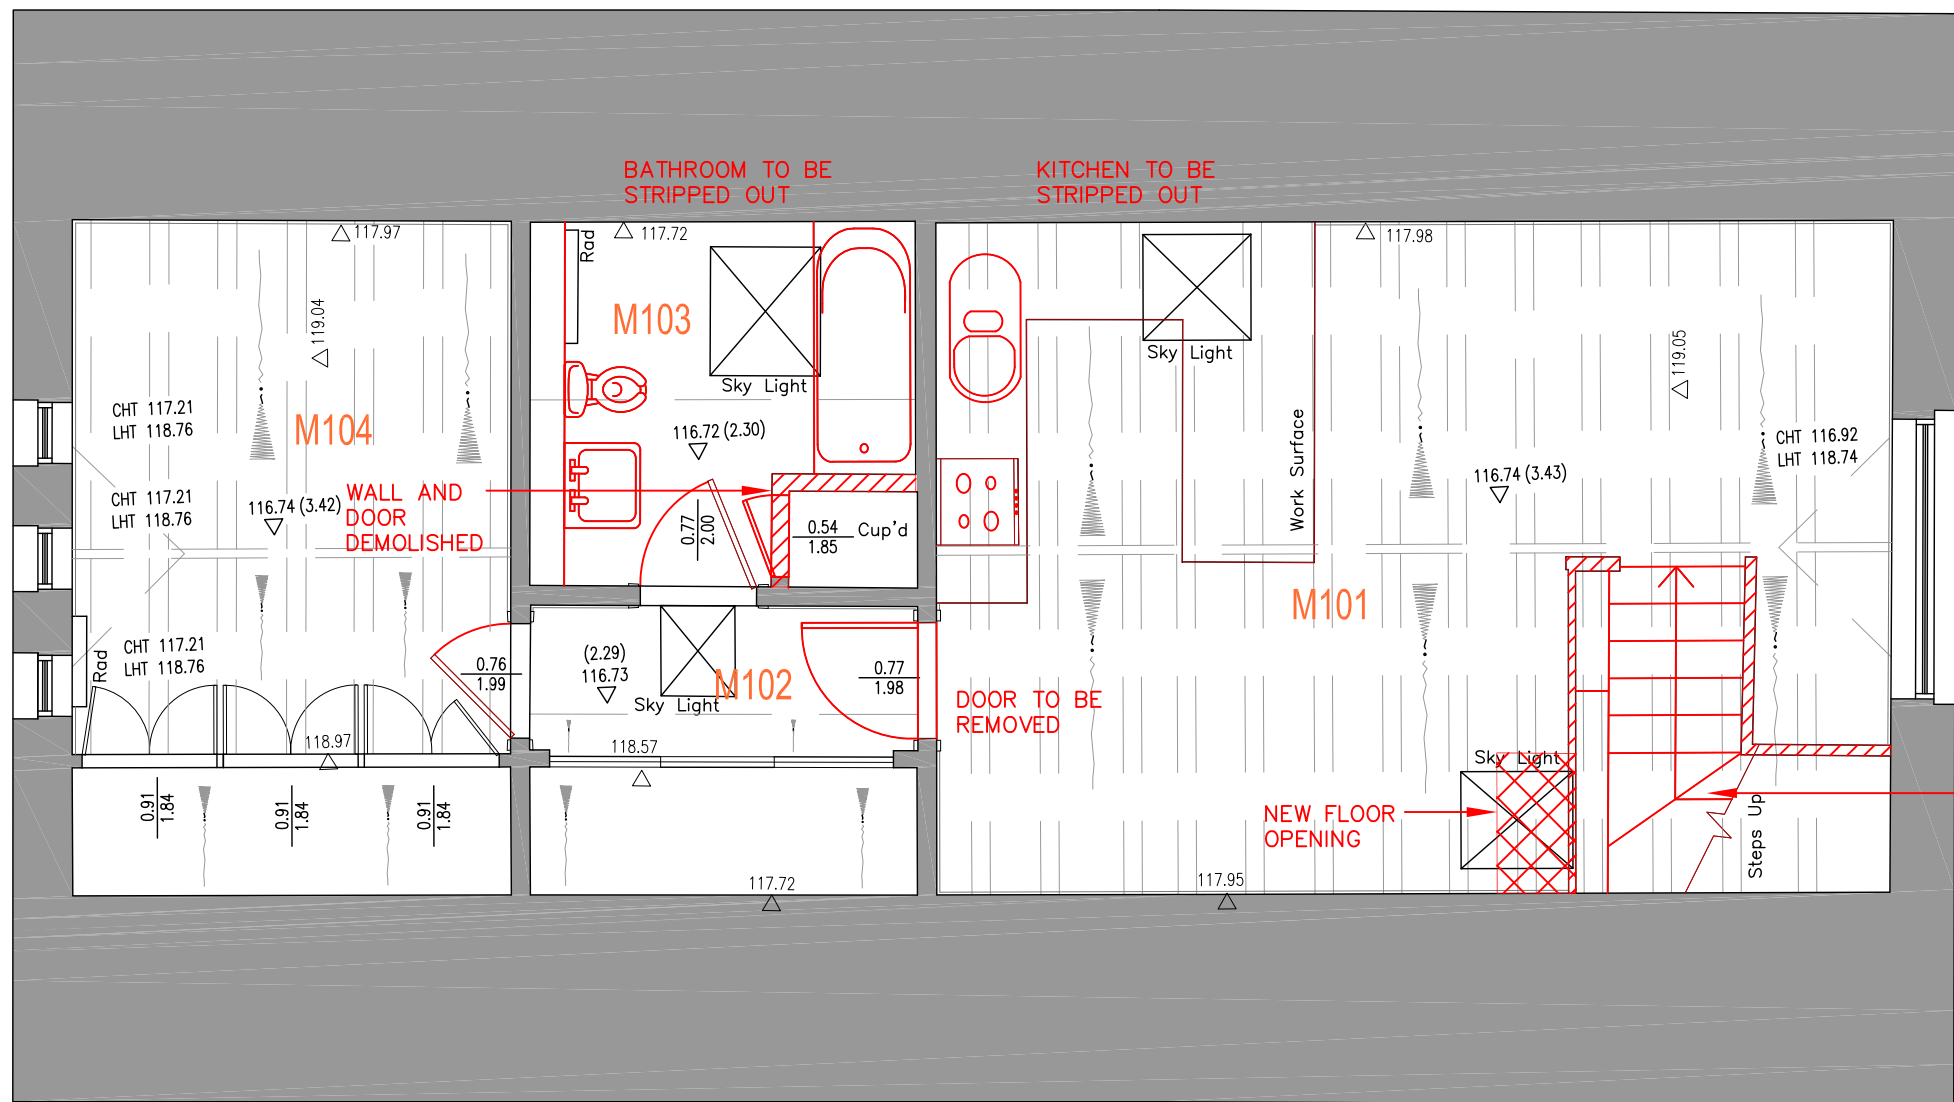 BATHROOM TO BE
STRIPPED OUT
KITCHEN TO BE
STRIPPED OUT
117.97
Rad
117.72
117.98
119.04
M103
Sky Light
Sky Light
119.05
CHT 117.21
LHT 118.76
M104
116.72 (2.30)
Work Surface
CHT 116.92
LHT 118.74
116.74 (3.43)
CHT 117.21
LHT 118.76
116.74 (3.42)
WALL AND
DOOR
DEMOLISHED
0.77
2.00
0.54
1.85
Cup'd
M101
CHT 117.21
LHT 118.76
Rad
0.76
1.99
(2.29)
116.73
M102
Sky Light
0.77
1.98
DOOR TO BE
REMOVED
118.97
118.57
Sky Light
0.91
1.84
0.91
1.84
0.91
1.84
NEW FLOOR
OPENING
Steps Up
117.72
117.95